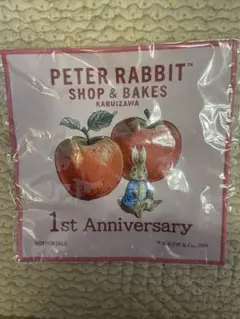 PETER RABBIT™
SHOP & BAKES
KARUIZAWA
1st Anniversary
NOT FOR SALE